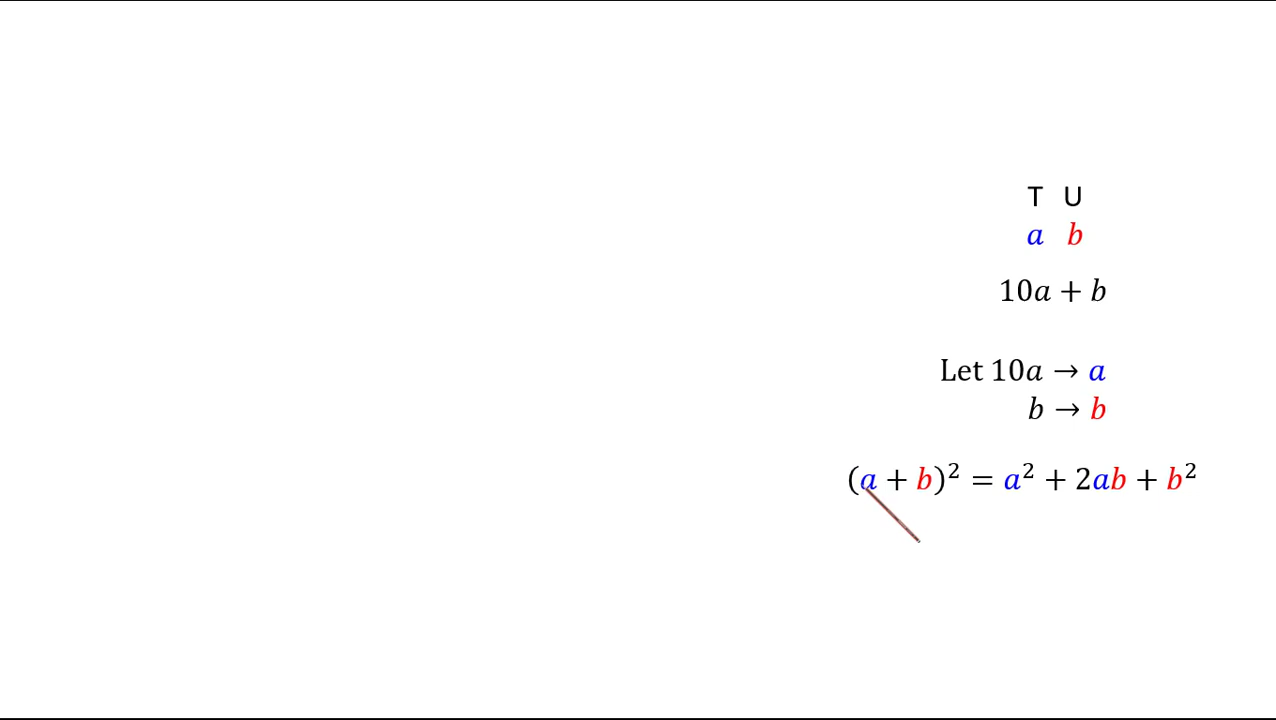 T U
a b
10a + b
Let 10a → a
b → b
(a + b)² = a² + 2ab + b²